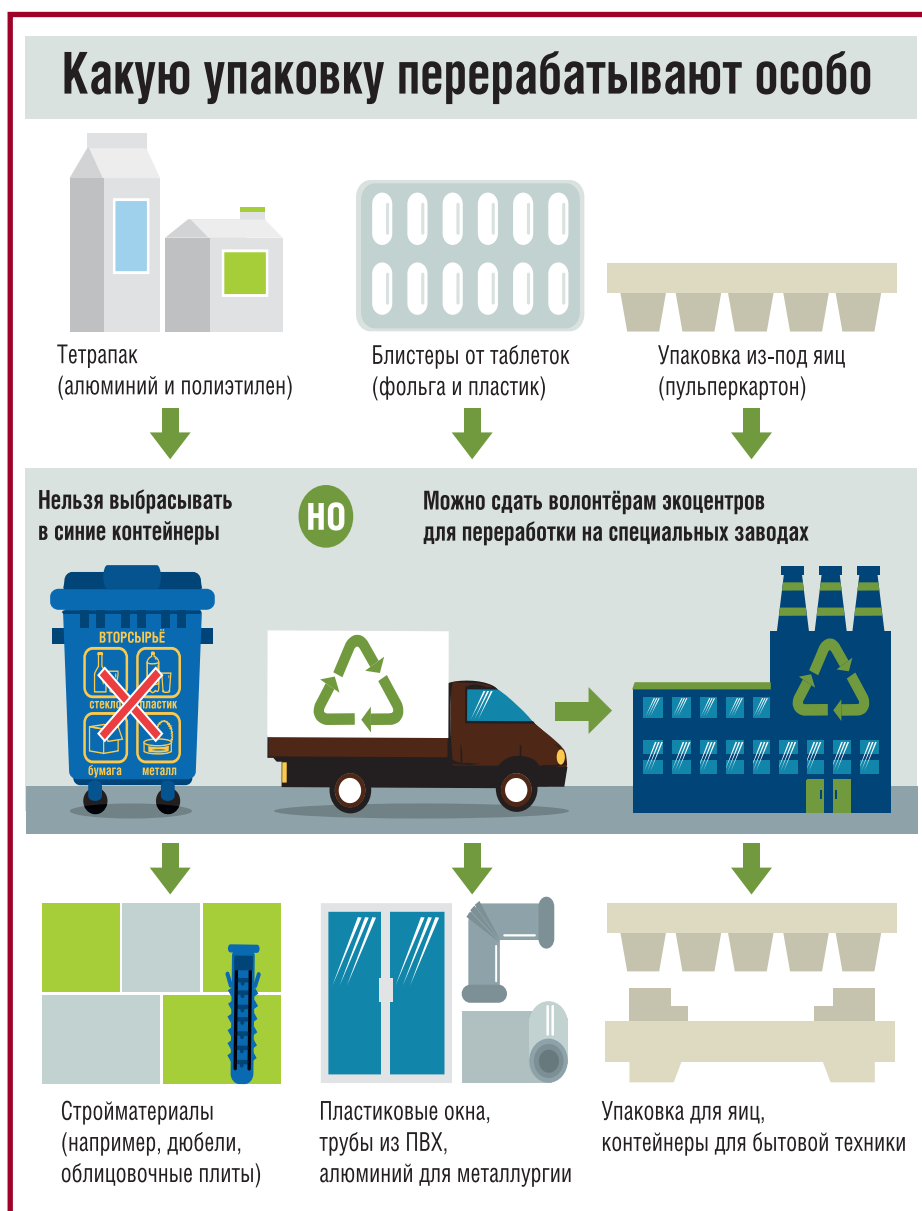 Какую упаковку перерабатывают особо
Тетрапак
(алюминий и полиэтилен)
Блистеры от таблеток
(фольга и пластик)
Упаковка из-под яиц
(пульперкартон)
Нельзя выбрасывать
в синие контейнеры
НО
Можно сдать волонтёрам экоцентров
для переработки на специальных заводах
ВТОРСЫРЬЁ
стекло пластик
бумага металл
Стройматериалы
(например, дюбели,
облицовочные плиты)
Пластиковые окна,
трубы из ПВХ,
алюминий для металлургии
Упаковка для яиц,
контейнеры для бытовой техники